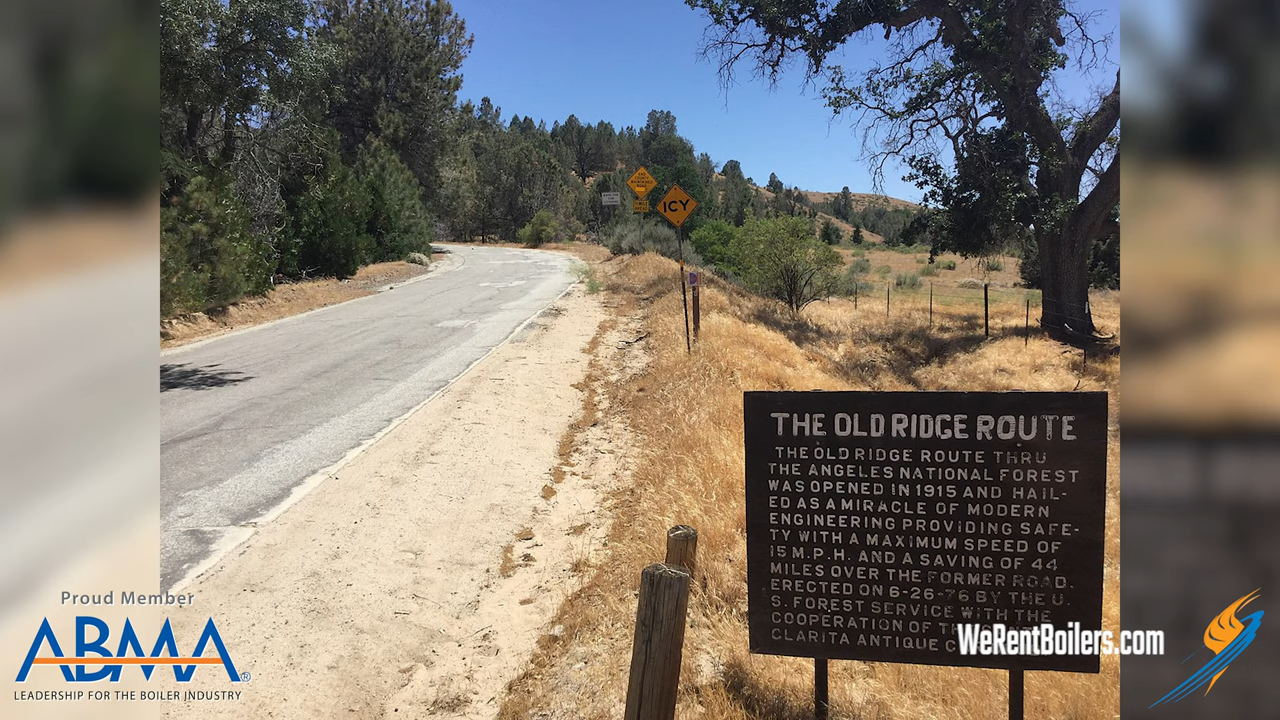 ICY
THE OLD RIDGE ROUTE
THE OLD RIDGE ROUTE THRU
THE ANGELES NATIONAL FOREST
WAS OPENED IN 1915 AND HAIL-
ED AS A MIRACLE OF MODERN
ENGINEERING PROVIDING SAFE-
TY WITH A MAXIMUM SPEED OF
15 M.P.H. AND A SAVING OF 44
MILES OVER THE FORMER ROAD.
ERECTED ON 6-26-76 BY THE U.
S. FOREST SERVICE WITH THE
COOPERATION OF
CLARITA ANTIQUE
WeRentBoilers.com
Proud Member
ABMA®
LEADERSHIP FOR THE BOILER INDUSTRY